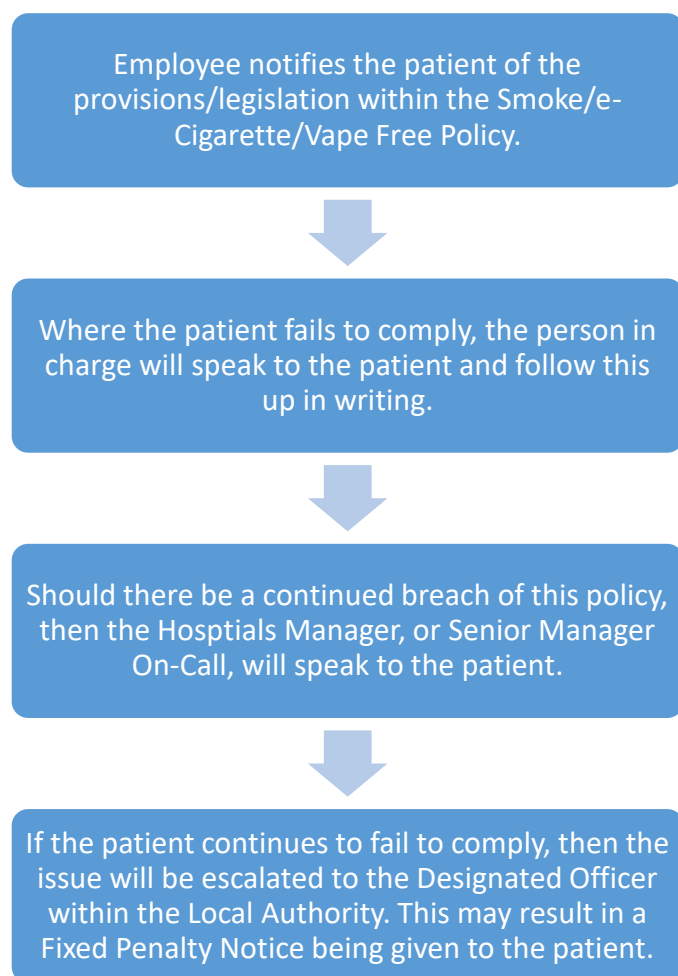 Employee notifies the patient of the
provisions/legislation within the Smoke/e-
Cigarette/Vape Free Policy.
Where the patient fails to comply, the person in
charge will speak to the patient and follow this
up in writing.
Should there be a continued breach of this policy,
then the Hosptials Manager, or Senior Manager
On-Call, will speak to the patient.
If the patient continues to fail to comply, then the
issue will be escalated to the Designated Officer
within the Local Authority. This may result in a
Fixed Penalty Notice being given to the patient.